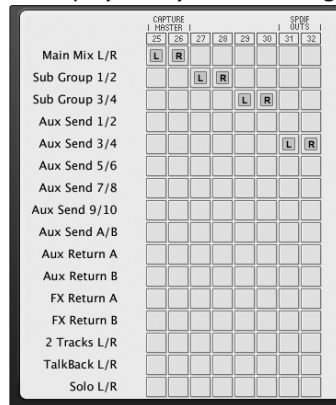 CAPTURE SPDIF
| MASTER | | OUTS |
25 26 27 28 29 30 31 32
Main Mix L/R L R
Sub Group 1/2 L R
Sub Group 3/4 L R
Aux Send 1/2
Aux Send 3/4 L R
Aux Send 5/6
Aux Send 7/8
Aux Send 9/10
Aux Send A/B
Aux Return A
Aux Return B
FX Return A
FX Return B
2 Tracks L/R
TalkBack L/R
Solo L/R